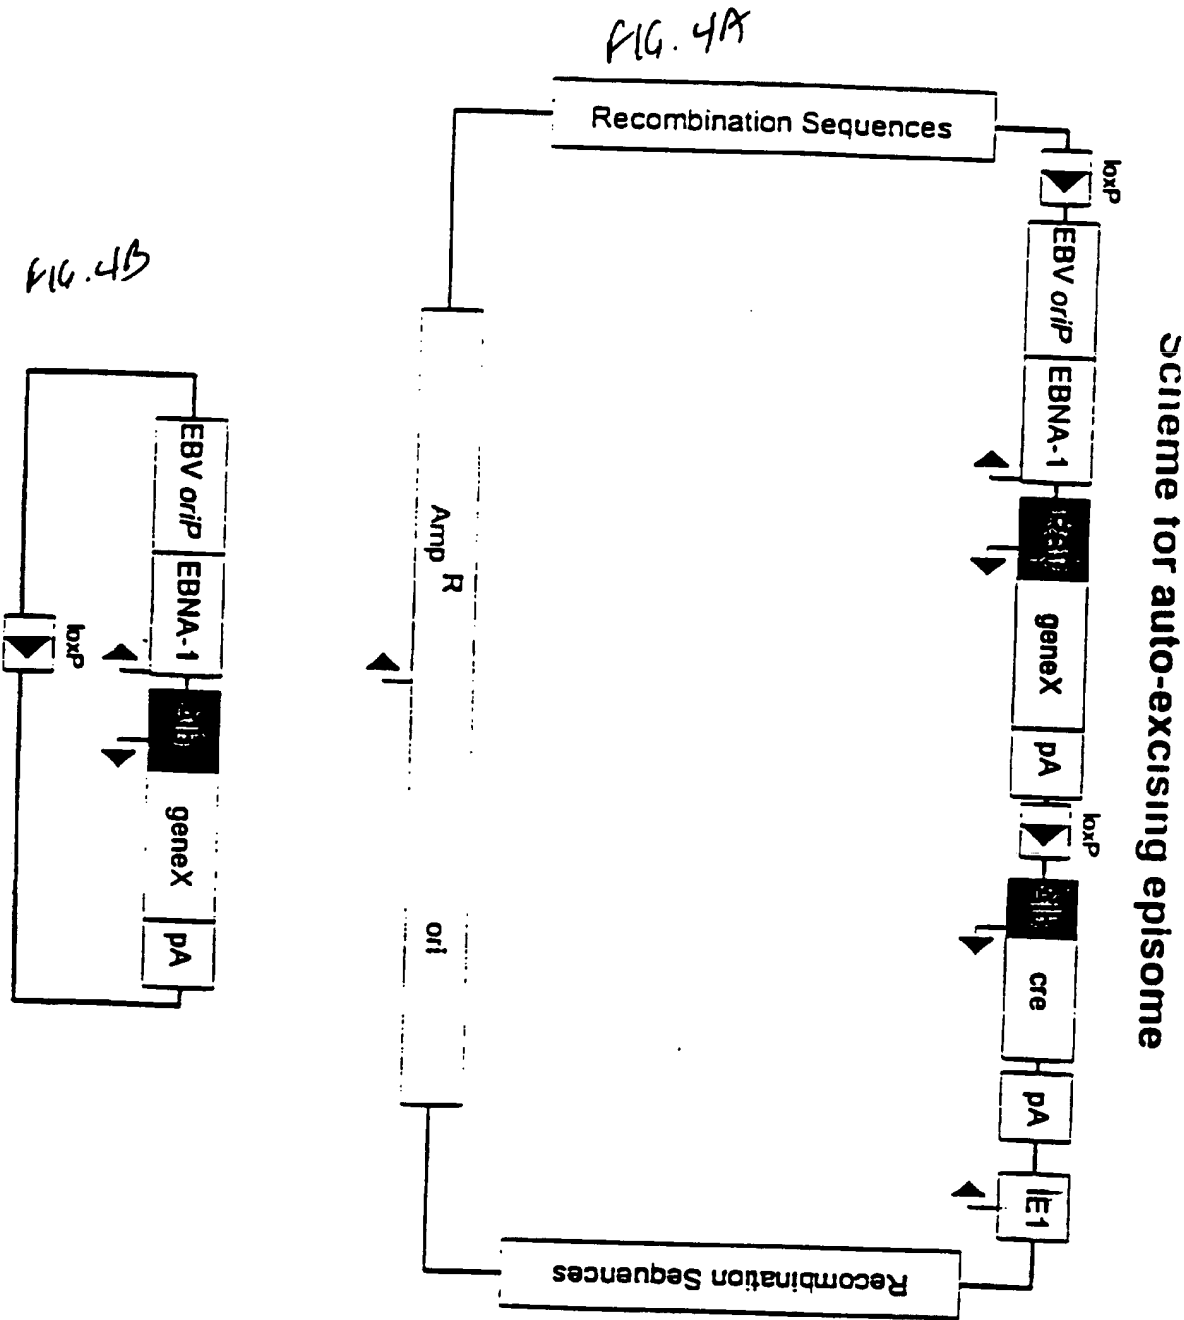 Scheme for auto-excising episome
FIG. 4A
Recombination Sequences
loxP
EBV oriP
EBNA-1
geneX
pA
loxP
cre
pA
IE1
Recombination Sequences
Amp R
ori
FIG. 4B
EBV oriP
EBNA-1
geneX
pA
loxP